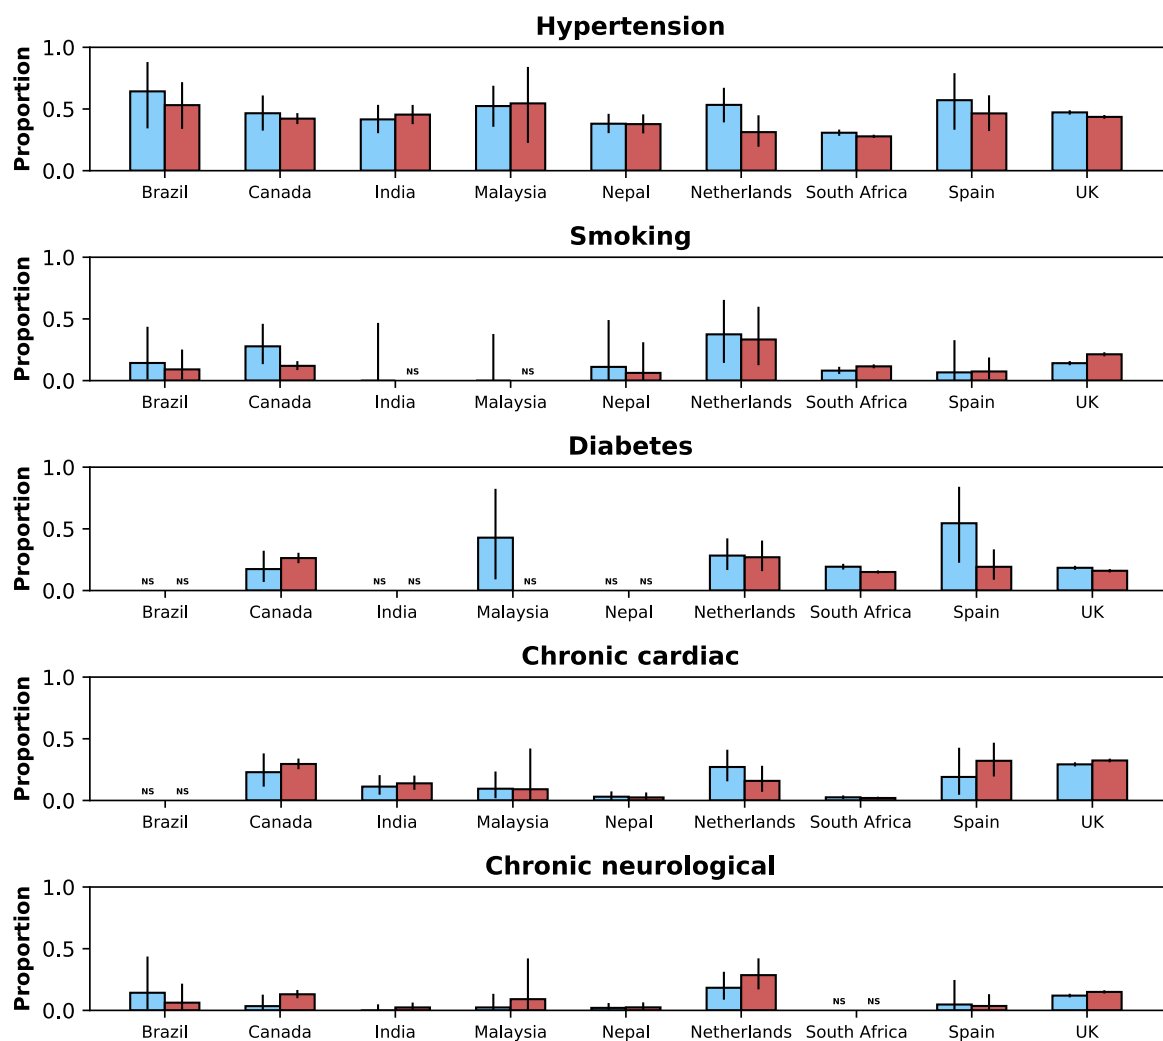 Hypertension
Proportion
1.0
0.5
0.0
Brazil Canada India Malaysia Nepal Netherlands South Africa Spain UK
Smoking
Proportion
1.0
0.5
0.0
NS NS
Brazil Canada India Malaysia Nepal Netherlands South Africa Spain UK
Diabetes
Proportion
1.0
0.5
0.0
NS NS NS NS NS NS NS
Brazil Canada India Malaysia Nepal Netherlands South Africa Spain UK
Chronic cardiac
Proportion
1.0
0.5
0.0
NS NS
Brazil Canada India Malaysia Nepal Netherlands South Africa Spain UK
Chronic neurological
Proportion
1.0
0.5
0.0
NS NS
Brazil Canada India Malaysia Nepal Netherlands South Africa Spain UK